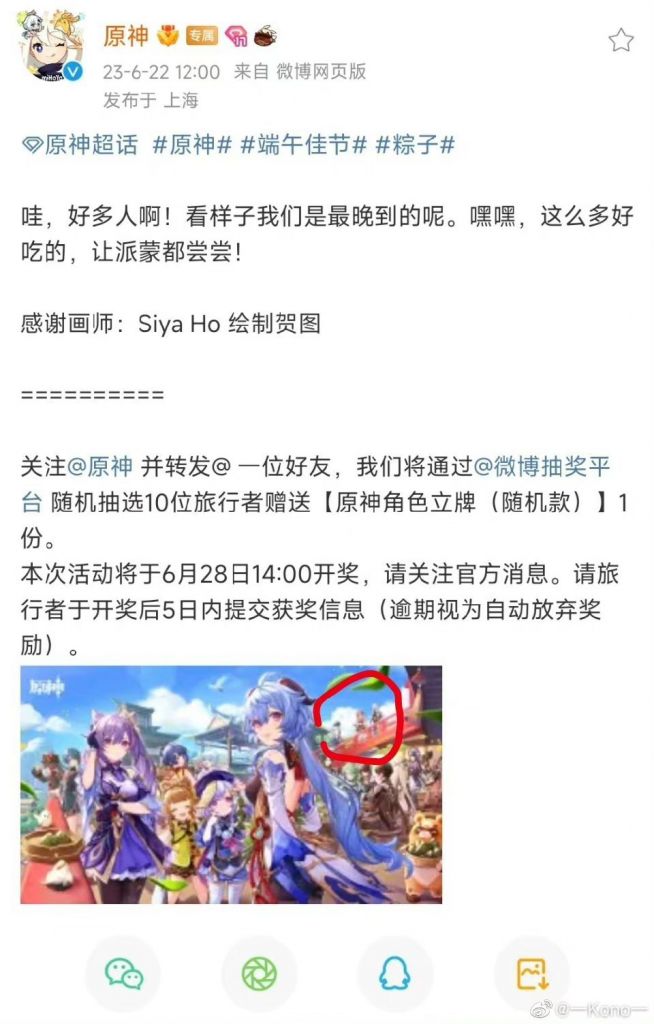 原神 专属
23-6-22 12:00 来自 微博网页版
发布于 上海
原神超话 #原神# #端午佳节# #粽子#
哇，好多人啊！看样子我们是最晚到的呢。嘿嘿，这么多好
吃的，让派蒙都尝尝！
感谢画师：Siya Ho 绘制贺图
==========
关注@原神 并转发@ 一位好友，我们将通过@微博抽奖平
台 随机抽选10位旅行者赠送【原神角色立牌（随机款）】1
份。
本次活动将于6月28日14:00开奖，请关注官方消息。请旅
行者于开奖后5日内提交获奖信息（逾期视为自动放弃奖
励）。
原神
@一Kono一